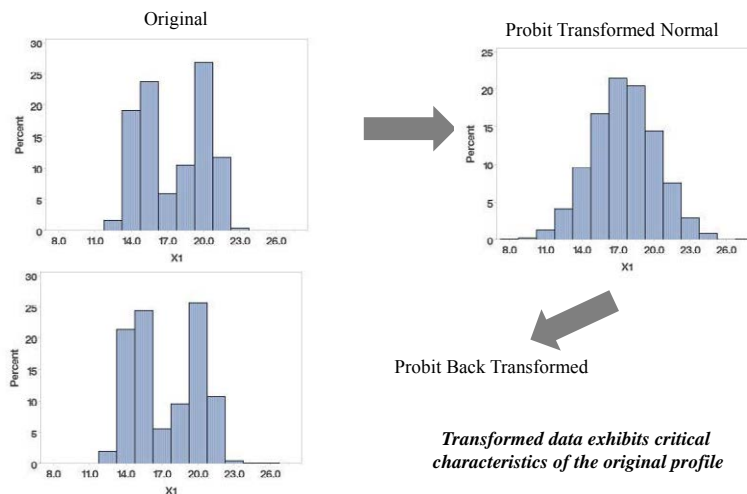 Original
30
25
20
15
10
5
0
Percent
8.0 11.0 14.0 17.0 20.0 23.0 26.0
X1
Probit Transformed Normal
25
20
15
10
5
0
Percent
8.0 11.0 14.0 17.0 20.0 23.0 26.0
X1
30
25
20
15
10
5
0
Percent
8.0 11.0 14.0 17.0 20.0 23.0 26.0
X1
Probit Back Transformed
Transformed data exhibits critical
characteristics of the original profile